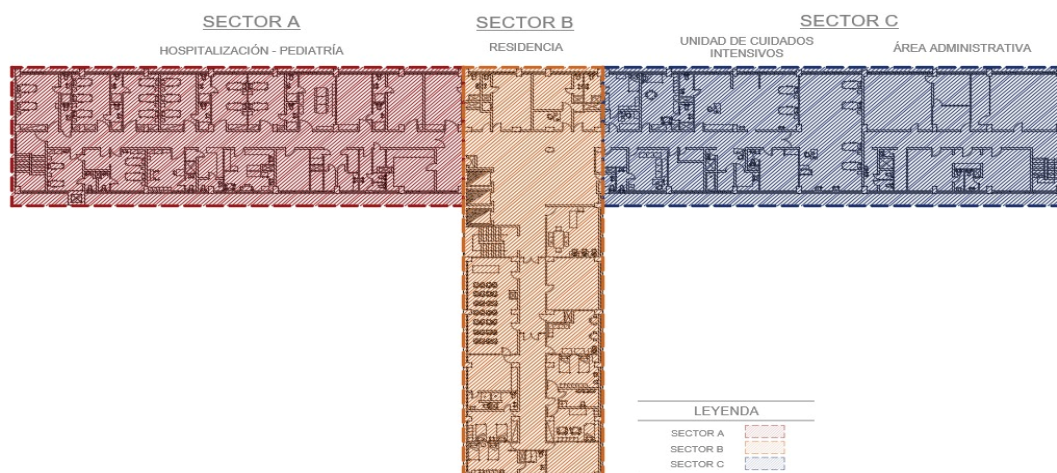 SECTOR A
HOSPITALIZACIÓN - PEDIATRÍA
SECTOR B
RESIDENCIA
SECTOR C
UNIDAD DE CUIDADOS
INTENSIVOS
ÁREA ADMINISTRATIVA
LEYENDA
SECTOR A
SECTOR B
SECTOR C